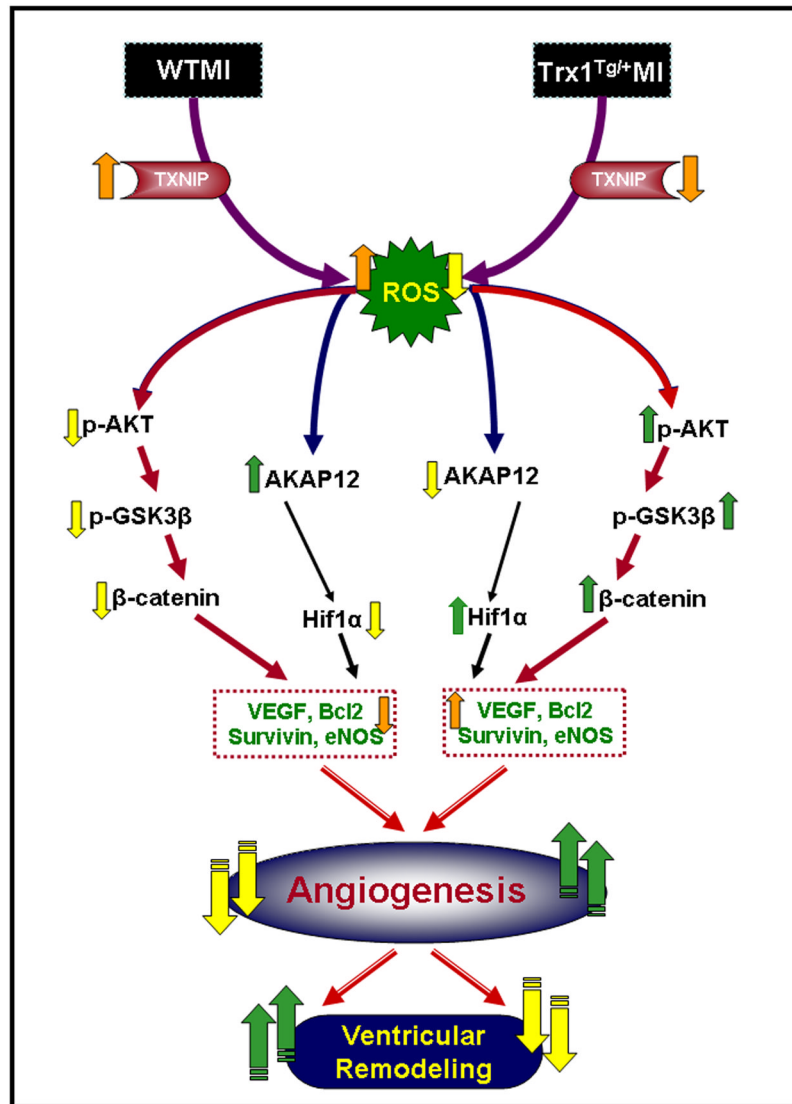 WTMI
Trx1Tg/+MI
TXNIP
TXNIP
ROS
p-AKT
p-AKT
AKAP12
AKAP12
p-GSK3β
p-GSK3β
β-catenin
β-catenin
Hif1α
Hif1α
VEGF, Bcl2
Survivin, eNOS
VEGF, Bcl2
Survivin, eNOS
Angiogenesis
Ventricular
Remodeling